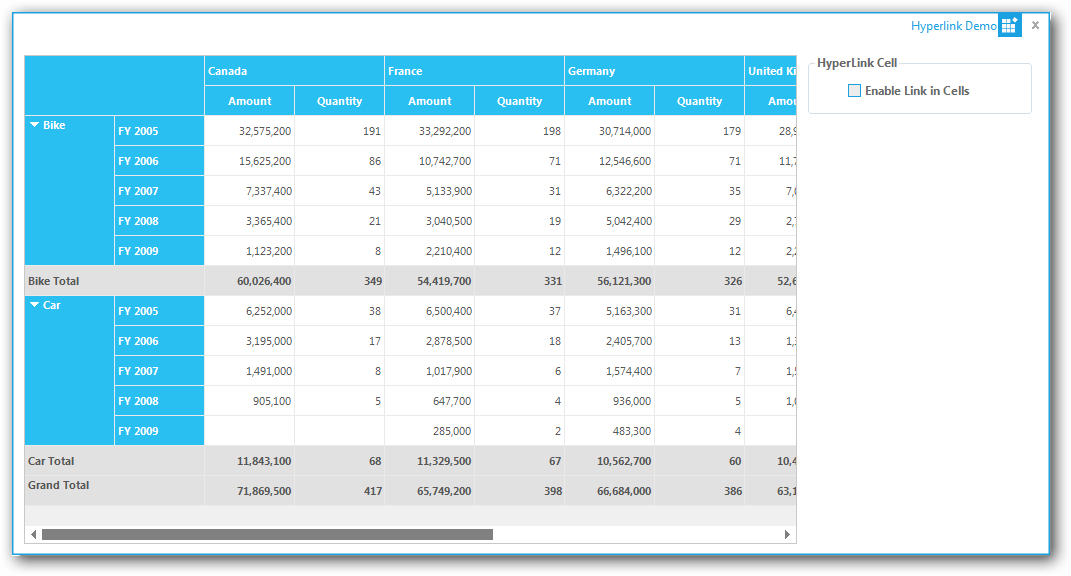 Hyperlink Demo
x
Canada France Germany United Ki
Amount Quantity Amount Quantity Amount Quantity Amou
Bike FY 2005 32,575,200 191 33,292,200 198 30,714,000 179 28,9
FY 2006 15,625,200 86 10,742,700 71 12,546,600 71 11,7
FY 2007 7,337,400 43 5,133,900 31 6,322,200 35 7,0
FY 2008 3,365,400 21 3,040,500 19 5,042,400 29 2,7
FY 2009 1,123,200 8 2,210,400 12 1,496,100 12 2,2
Bike Total 60,026,400 349 54,419,700 331 56,121,300 326 52,6
Car FY 2005 6,252,000 38 6,500,400 37 5,163,300 31 6,4
FY 2006 3,195,000 17 2,878,500 18 2,405,700 13 1,3
FY 2007 1,491,000 8 1,017,900 6 1,574,400 7 1,5
FY 2008 905,100 5 647,700 4 936,000 5 1,0
FY 2009 285,000 2 483,300 4
Car Total 11,843,100 68 11,329,500 67 10,562,700 60 10,4
Grand Total 71,869,500 417 65,749,200 398 66,684,000 386 63,1
HyperLink Cell
Enable Link in Cells